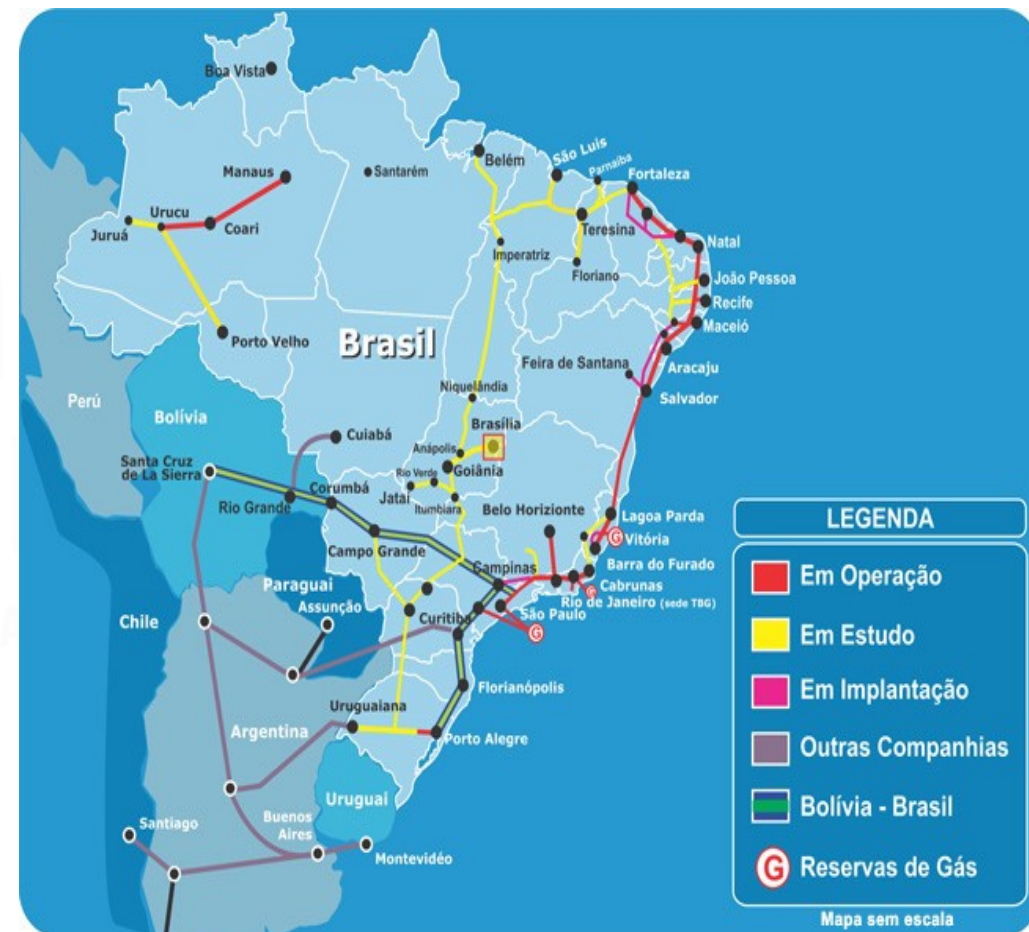 Boa Vista
Belém
São Luis
Parnaíba
Fortaleza
Manaus
Santarém
Urucu
Juruá
Coari
Teresina
Natal
Imperatriz
Floriano
João Pessoa
Recife
Porto Velho
Brasil
Maceió
Feira de Santana
Aracaju
Perú
Niquelândia
Salvador
Bolívia
Brasília
Cuiabá
Anápolis
Goiânia
Santa Cruz
de La Sierra
Rio Verde
Jataí
Corumbá
Itumbiara
Rio Grande
Belo Horizionte
Lagoa Parda
G
Vitória
Campo Grande
Campinas
Barra do Furado
Cabrunas
G
Paraguai
Rio de Janeiro (sede TBG)
Assunção
São Paulo
Chile
Curitiba
G
Florianópolis
Uruguaiana
Argentina
Porto Alegre
Uruguai
Santiago
Buenos
Aires
Montevidéo
LEGENDA
Em Operação
Em Estudo
Em Implantação
Outras Companhias
Bolívia - Brasil
G Reservas de Gás
Mapa sem escala